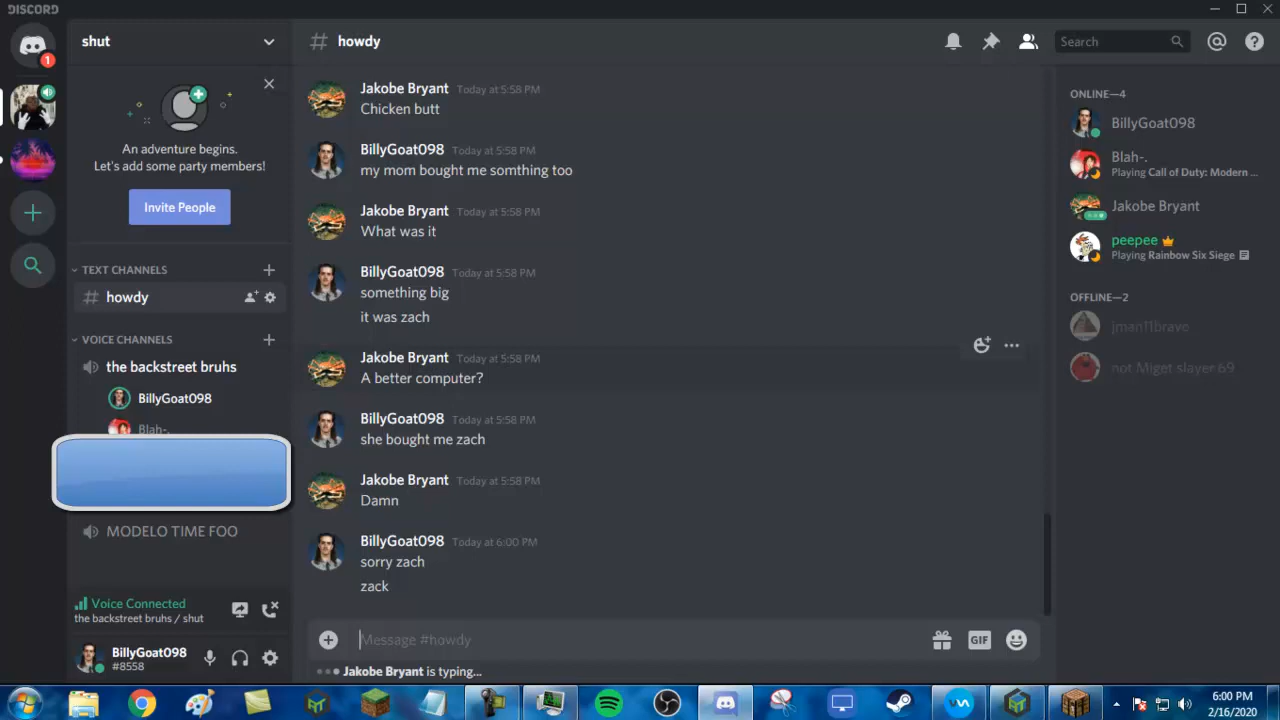 DISCORD
1
shut
An adventure begins.
Let's add some party members!
Invite People
TEXT CHANNELS
howdy
VOICE CHANNELS
the backstreet bruhs
BillyGoat098
Blah-.
MODELO TIME FOO
Voice Connected
the backstreet bruhs / shut
BillyGoat098
#8558
# howdy
Search
Jakobe Bryant Today at 5:58 PM
Chicken butt
BillyGoat098 Today at 5:58 PM
my mom bought me somthing too
Jakobe Bryant Today at 5:58 PM
What was it
BillyGoat098 Today at 5:58 PM
something big
it was zach
Jakobe Bryant Today at 5:58 PM
A better computer?
BillyGoat098 Today at 5:58 PM
she bought me zach
Jakobe Bryant Today at 5:58 PM
Damn
BillyGoat098 Today at 6:00 PM
sorry zach
zack
Message #howdy
GIF
Jakobe Bryant is typing...
ONLINE—4
BillyGoat098
Blah-.
Playing Call of Duty: Modern ...
Jakobe Bryant
peepee
Playing Rainbow Six Siege
OFFLINE—2
jman11bravo
not Miget slayer 69
6:00 PM
2/16/2020